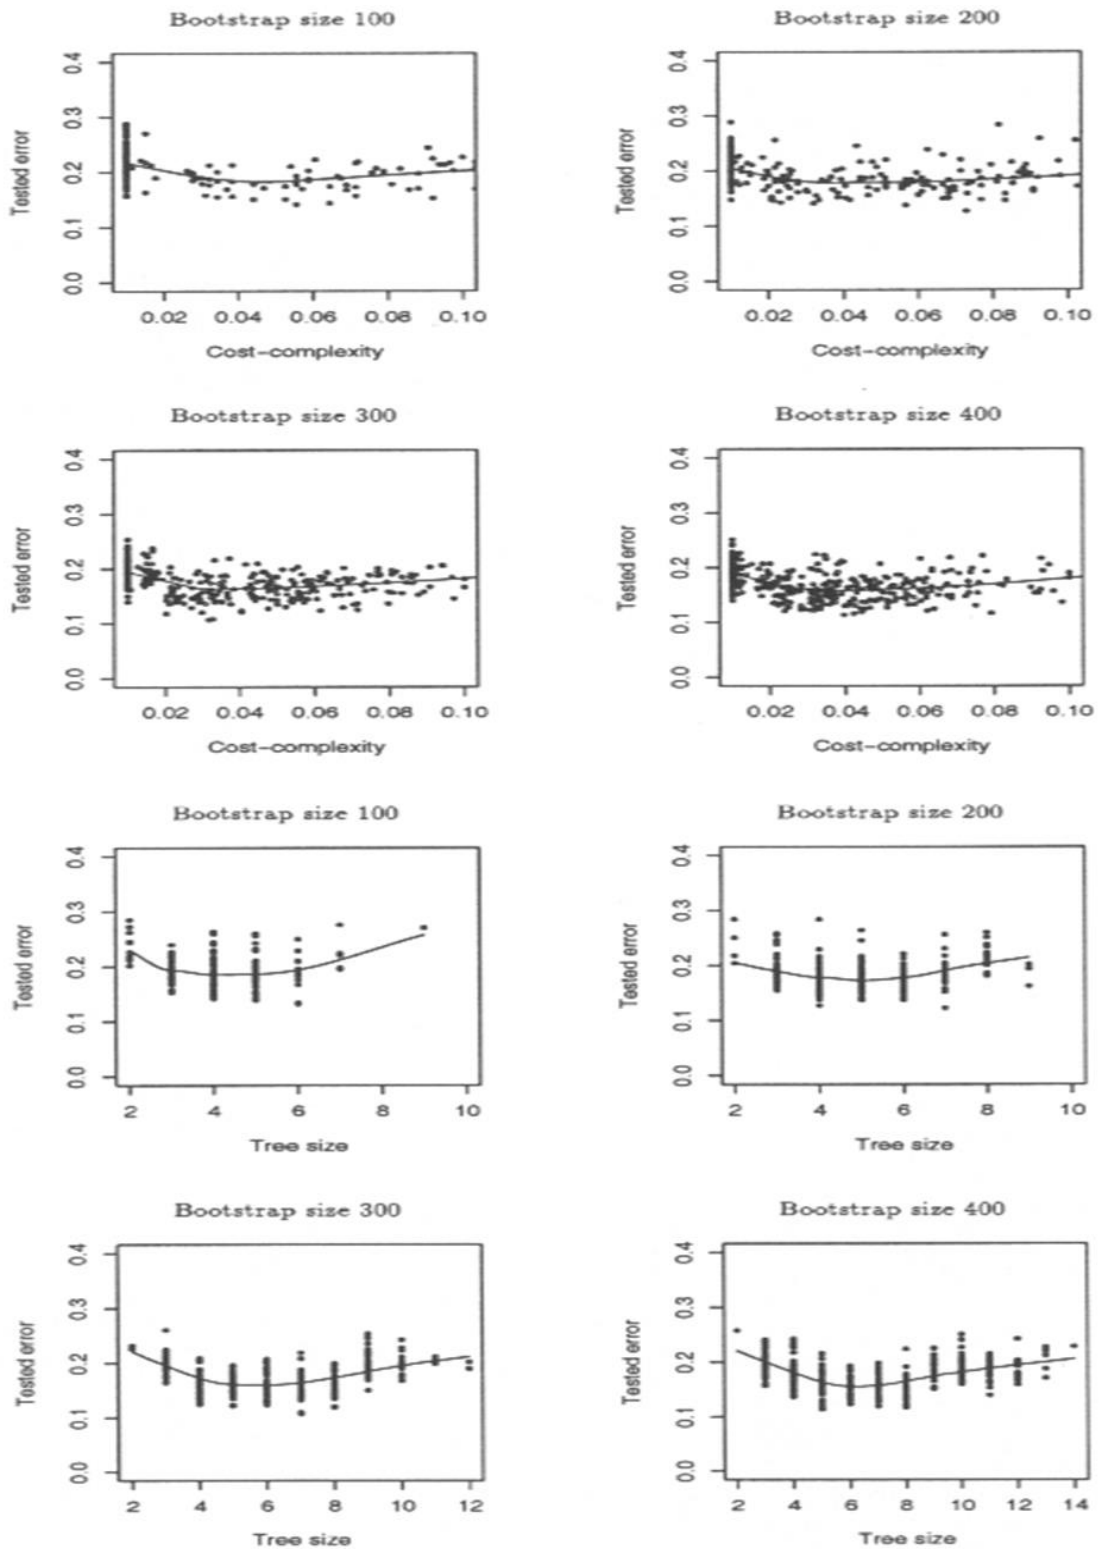 Bootstrap size 100
Tested error
0.4
0.3
0.2
0.1
0.0
0.02 0.04 0.06 0.08 0.10
Cost-complexity
Bootstrap size 200
Tested error
0.4
0.3
0.2
0.1
0.0
0.02 0.04 0.06 0.08 0.10
Cost-complexity
Bootstrap size 300
Tested error
0.4
0.3
0.2
0.1
0.0
0.02 0.04 0.06 0.08 0.10
Cost-complexity
Bootstrap size 400
Tested error
0.4
0.3
0.2
0.1
0.0
0.02 0.04 0.06 0.08 0.10
Cost-complexity
Bootstrap size 100
Tested error
0.4
0.3
0.2
0.1
0.0
2 4 6 8 10
Tree size
Bootstrap size 200
Tested error
0.4
0.3
0.2
0.1
0.0
2 4 6 8 10
Tree size
Bootstrap size 300
Tested error
0.4
0.3
0.2
0.1
0.0
2 4 6 8 10 12
Tree size
Bootstrap size 400
Tested error
0.4
0.3
0.2
0.1
0.0
2 4 6 8 10 12 14
Tree size